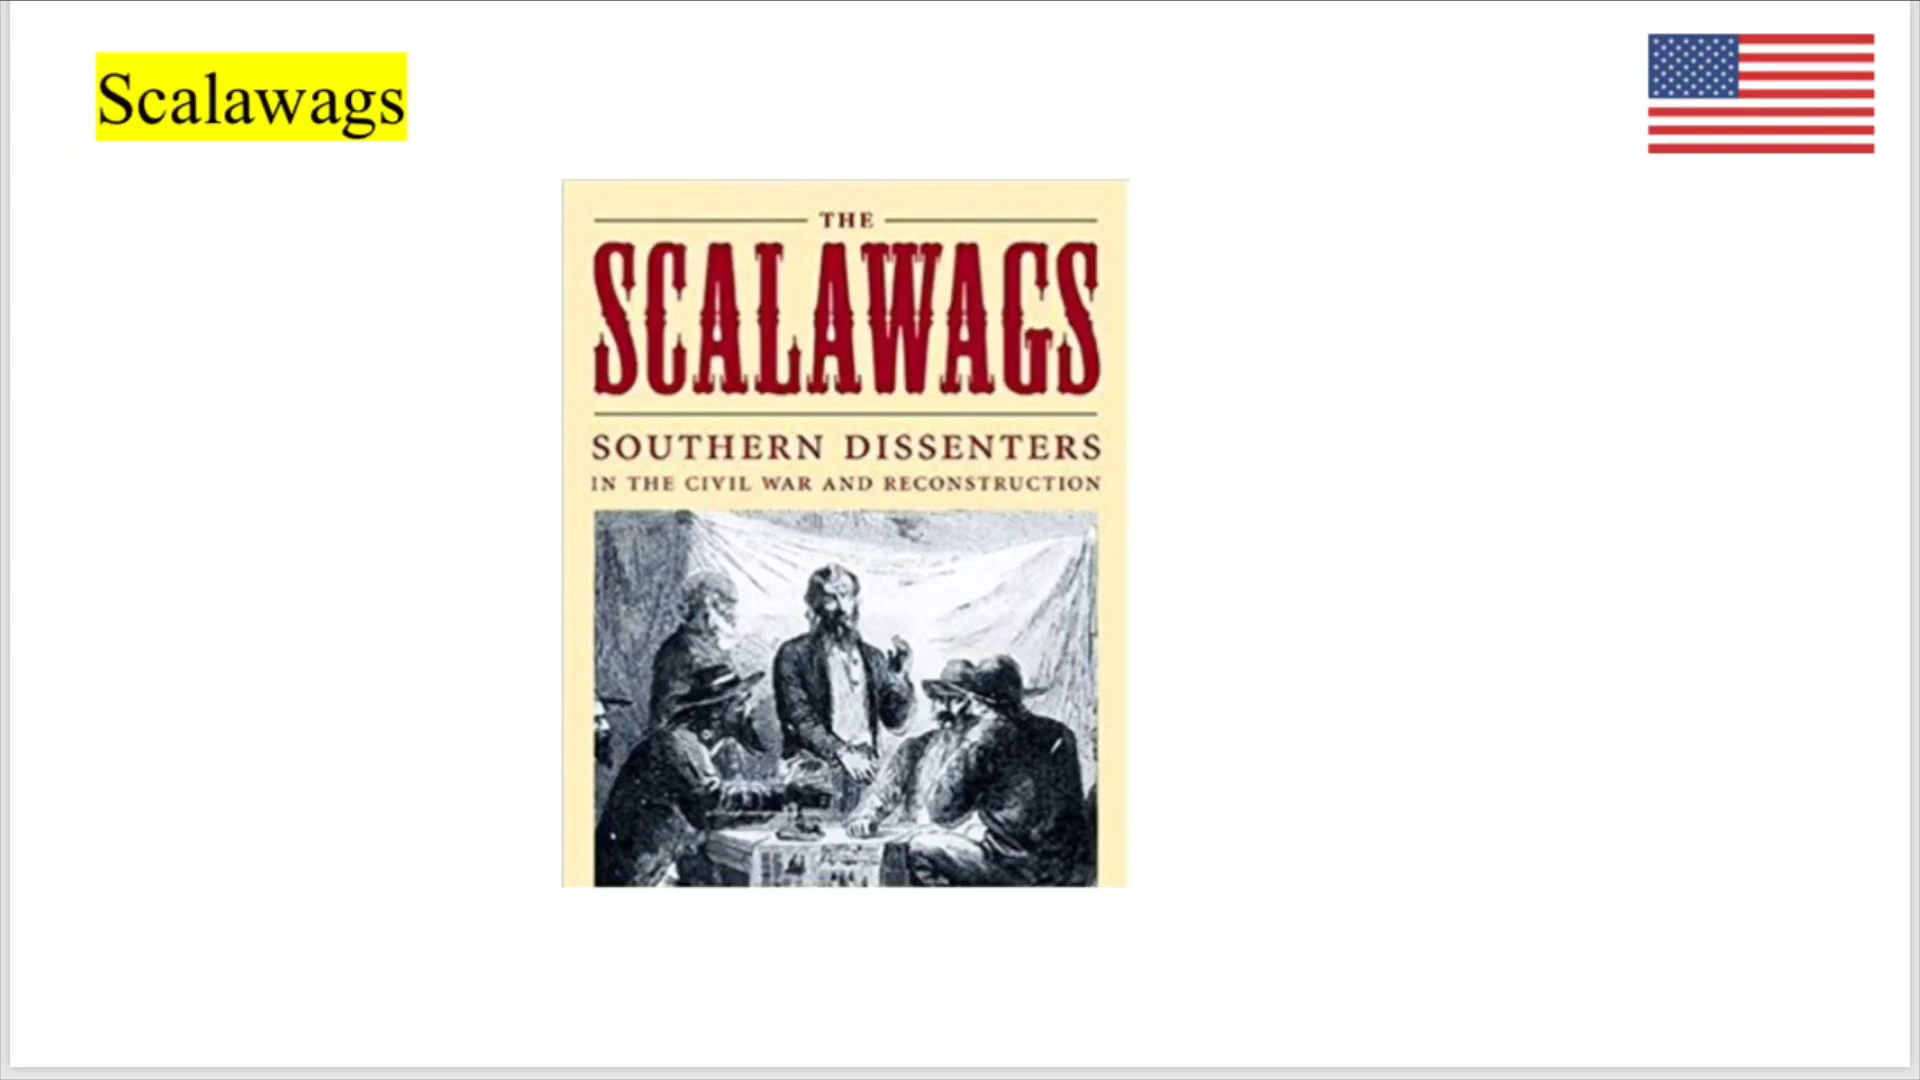 Scalawags
THE
SCALAWAGS
SOUTHERN DISSENTERS
IN THE CIVIL WAR AND RECONSTRUCTION